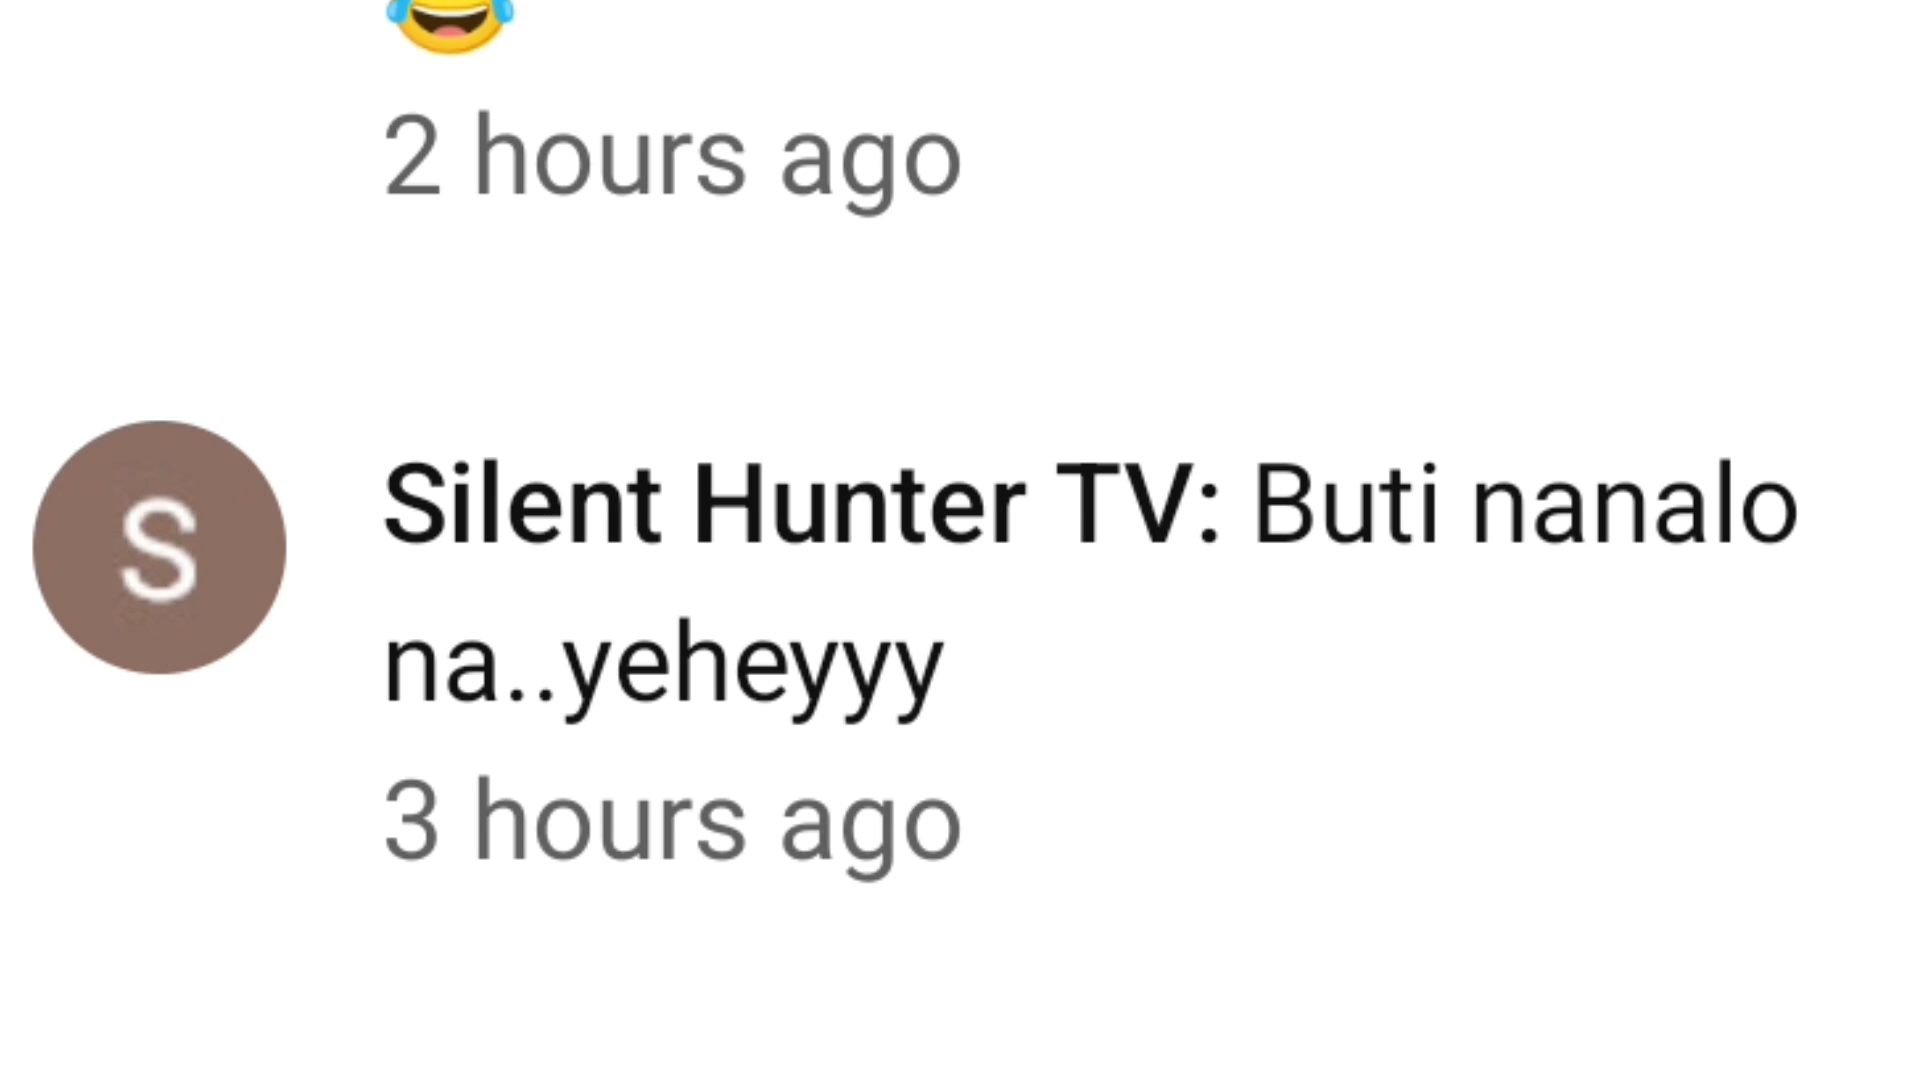 😂
2 hours ago
S
Silent Hunter TV: Buti nanalo
na..yeheyyy
3 hours ago